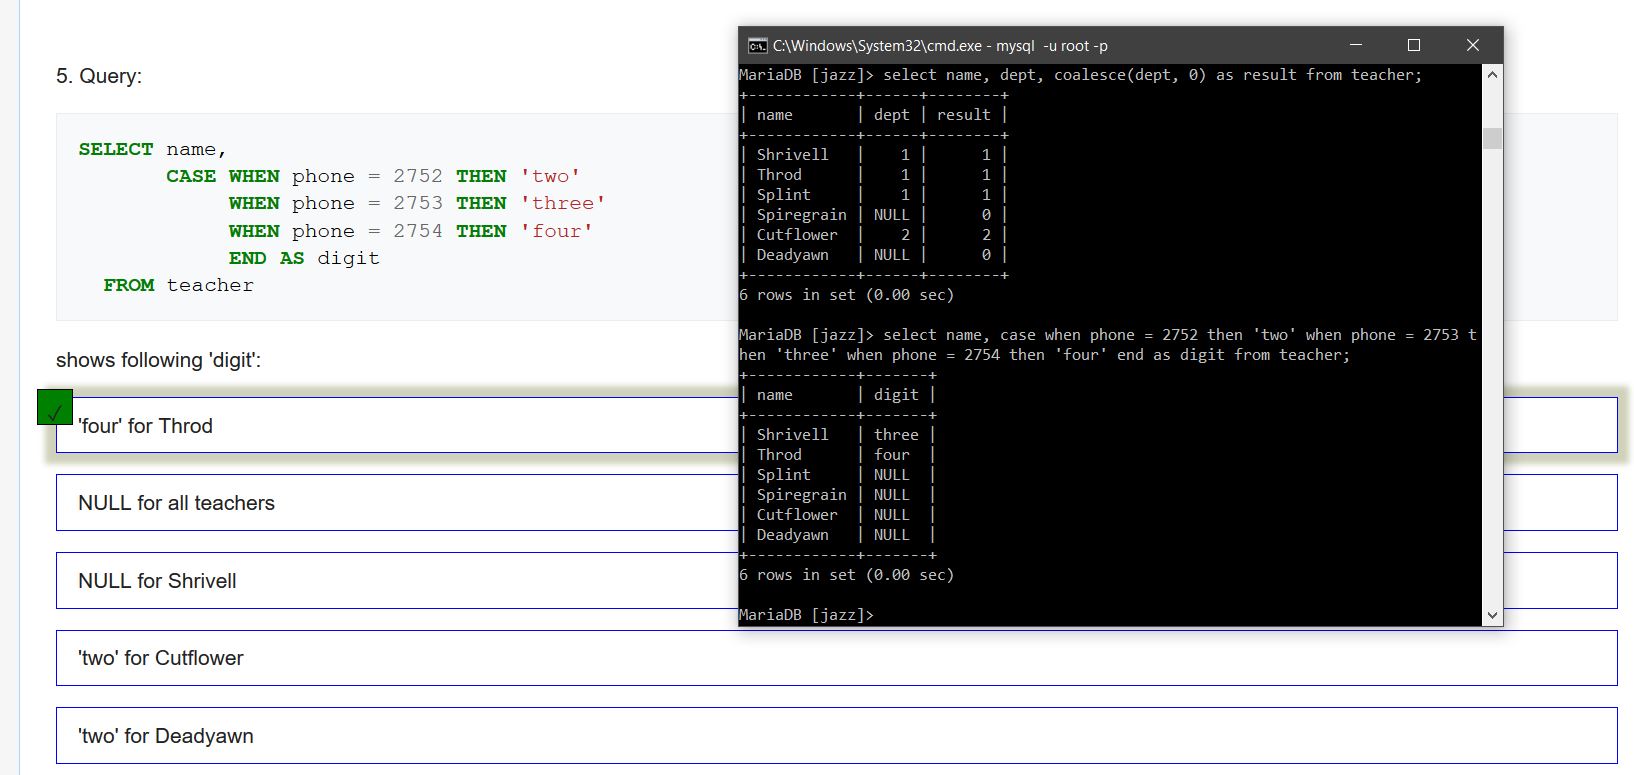 5. Query:
SELECT name,
CASE WHEN phone = 2752 THEN 'two'
WHEN phone = 2753 THEN 'three'
WHEN phone = 2754 THEN 'four'
END AS digit
FROM teacher
shows following 'digit':
✓
'four' for Throd
NULL for all teachers
NULL for Shrivell
'two' for Cutflower
'two' for Deadyawn
C:\Windows\System32\cmd.exe - mysql  -u root -p
MariaDB [jazz]> select name, dept, coalesce(dept, 0) as result from teacher;
+------------+------+--------+
| name       | dept | result |
+------------+------+--------+
| Shrivell   |    1 |      1 |
| Throd      |    1 |      1 |
| Splint     |    1 |      1 |
| Spiregrain | NULL |      0 |
| Cutflower  |    2 |      2 |
| Deadyawn   | NULL |      0 |
+------------+------+--------+
6 rows in set (0.00 sec)
MariaDB [jazz]> select name, case when phone = 2752 then 'two' when phone = 2753 t
hen 'three' when phone = 2754 then 'four' end as digit from teacher;
+------------+-------+
| name       | digit |
+------------+-------+
| Shrivell   | three |
| Throd      | four  |
| Splint     | NULL  |
| Spiregrain | NULL  |
| Cutflower  | NULL  |
| Deadyawn   | NULL  |
+------------+-------+
6 rows in set (0.00 sec)
MariaDB [jazz]>